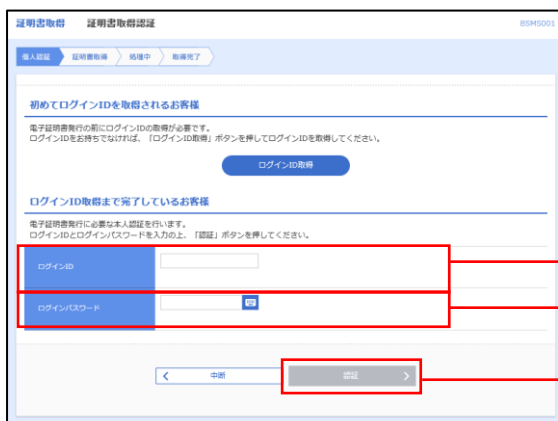 証明書取得 証明書取得認証 BSMS001
個人認証 証明書取得 処理中 取得完了
初めてログインIDを取得されるお客様
電子証明書発行の前にログインIDの取得が必要です。
ログインIDをお持ちでなければ、「ログインID取得」ボタンを押してログインIDを取得してください。
ログインID取得
ログインID取得まで完了しているお客様
電子証明書発行に必要な本人認証を行います。
ログインIDとログインパスワードを入力の上、「認証」ボタンを押してください。
ログインID
ログインパスワード
中断 認証